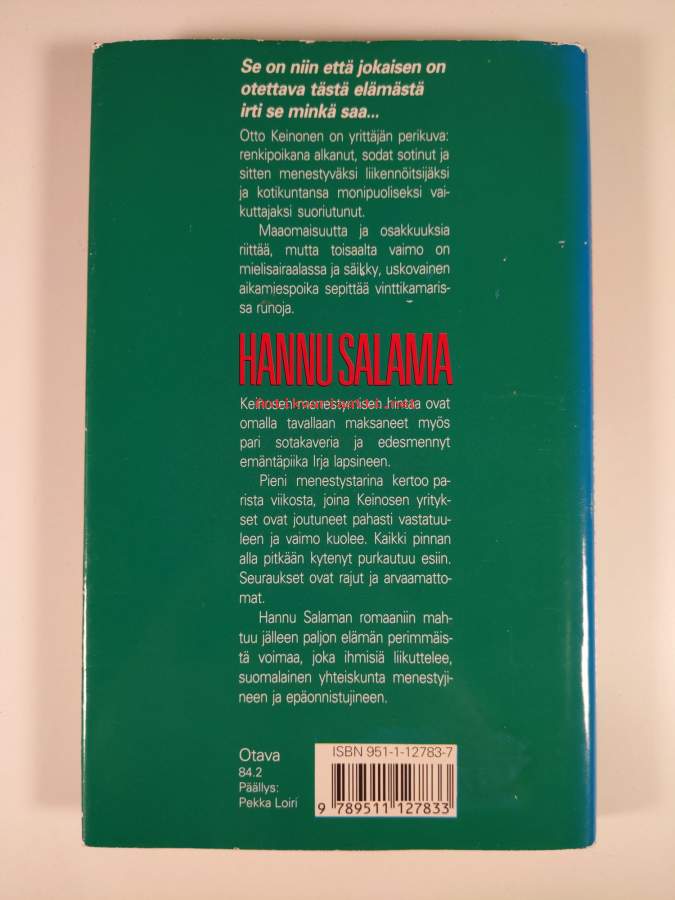 Se on niin että jokaisen on
otettava tästä elämästä
irti se minkä saa...
Otto Keinonen on yrittäjän perikuva:
renkipoikana alkanut, sodat sotinut ja
sitten menestyväksi liikennöitsijäksi
ja kotikuntansa monipuoliseksi vai-
kuttajaksi suoriutunut.
Maaomaisuutta ja osakkuuksia
riittää, mutta toisaalta vaimo on
mielisairaalassa ja säikky, uskovainen
aikamiespoika sepittää vinttikamaris-
sa runoja.
HANNU SALAMA
Keinosen menestymisen hintaa ovat
omalla tavallaan maksaneet myös
pari sotakaveria ja edesmennyt
emäntäpiika Irja lapsineen.
Pieni menestystarina kertoo pa-
rista viikosta, joina Keinosen yrityk-
set ovat joutuneet pahasti vastatuu-
leen ja vaimo kuolee. Kaikki pinnan
alla pitkään kytenyt purkautuu esiin.
Seuraukset ovat rajut ja arvaamatto-
mat.
Hannu Salaman romaaniin mah-
tuu jälleen paljon elämän perimmäis-
tä voimaa, joka ihmisiä liikuttelee,
suomalainen yhteiskunta menestyji-
neen ja epäonnistujineen.
Otava
84.2
Päällys:
Pekka Loiri
ISBN 951-1-12783-7
9 789511 127833